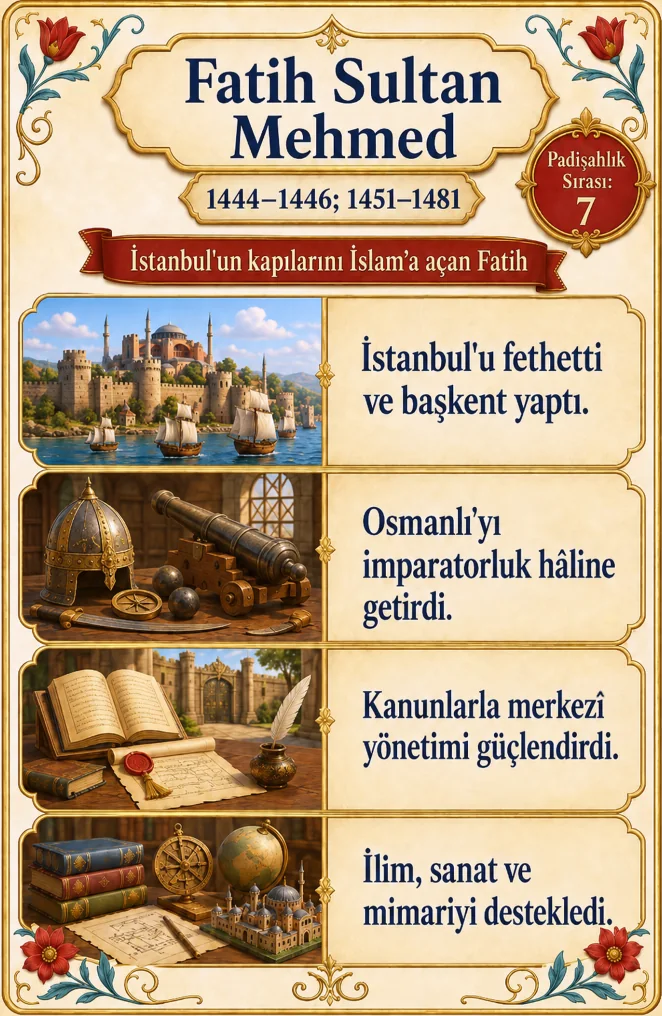 Fatih Sultan
Mehmed
1444–1446; 1451–1481
Padişahlık
Sırası:
7
İstanbul'un kapılarını İslam’a açan Fatih
İstanbul'u fethetti
ve başkent yaptı.
Osmanlı'yı
imparatorluk hâline
getirdi.
Kanunlarla merkezî
yönetimi güçlendirdi.
İlim, sanat ve
mimariyi destekledi.